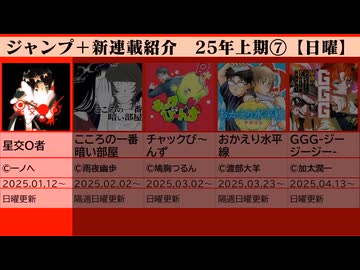 ジャンプ＋新連載紹介 25年上期⑦【日曜】
星交O者
こころの一番
暗い部屋
チャックび〜
んず
おかえり水平
線
GGG-ジー
ジージー-
©一ノへ
©雨夜幽歩
©鳩胸つるん
©渡部大羊
©加太潤一
2025.01.12〜
2025.02.02〜
2025.03.02〜
2025.03.23〜
2025.04.13〜
日曜更新
隔週日曜更新
日曜更新
隔週日曜更新
日曜更新